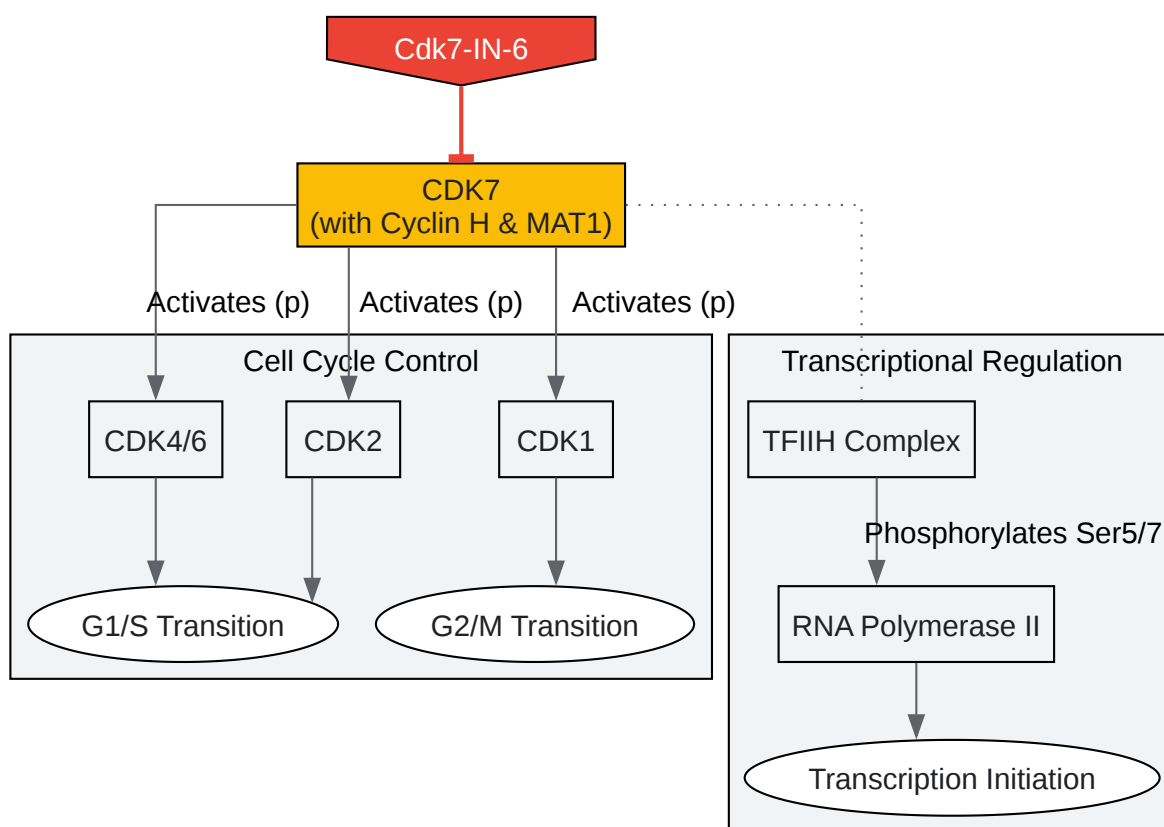 Cdk7-IN-6
CDK7
(with Cyclin H & MAT1)
Activates (p)
Activates (p)
Activates (p)
Cell Cycle Control
Transcriptional Regulation
CDK4/6
CDK2
CDK1
TFIIH Complex
Phosphorylates Ser5/7
G1/S Transition
G2/M Transition
RNA Polymerase II
Transcription Initiation